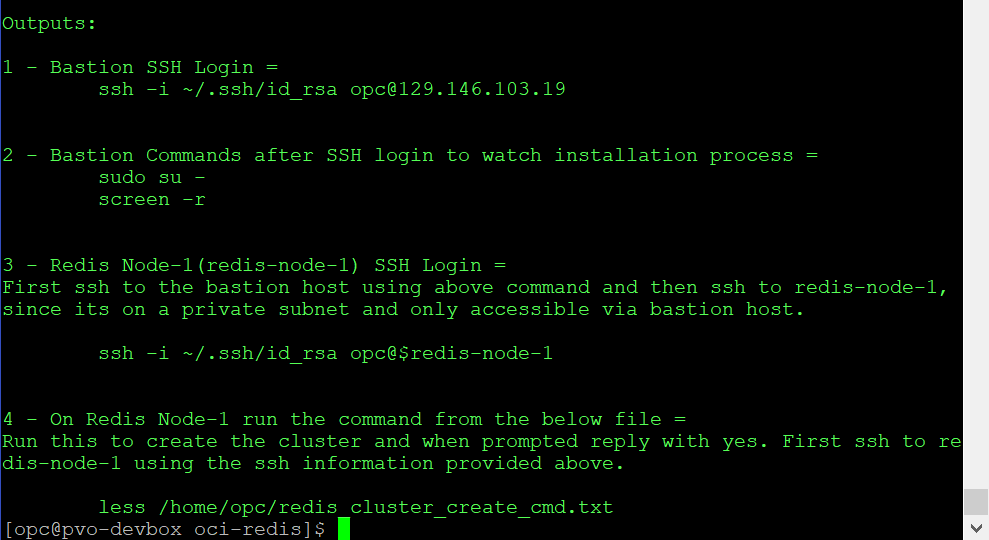 Outputs:
1 - Bastion SSH Login =
ssh -i ~/.ssh/id_rsa opc@129.146.103.19
2 - Bastion Commands after SSH login to watch installation process =
sudo su -
screen -r
3 - Redis Node-1(redis-node-1) SSH Login =
First ssh to the bastion host using above command and then ssh to redis-node-1,
since its on a private subnet and only accessible via bastion host.
ssh -i ~/.ssh/id_rsa opc@$redis-node-1
4 - On Redis Node-1 run the command from the below file =
Run this to create the cluster and when prompted reply with yes. First ssh to re
dis-node-1 using the ssh information provided above.
less /home/opc/redis_cluster_create_cmd.txt
[opc@pvo-devbox oci-redis]$